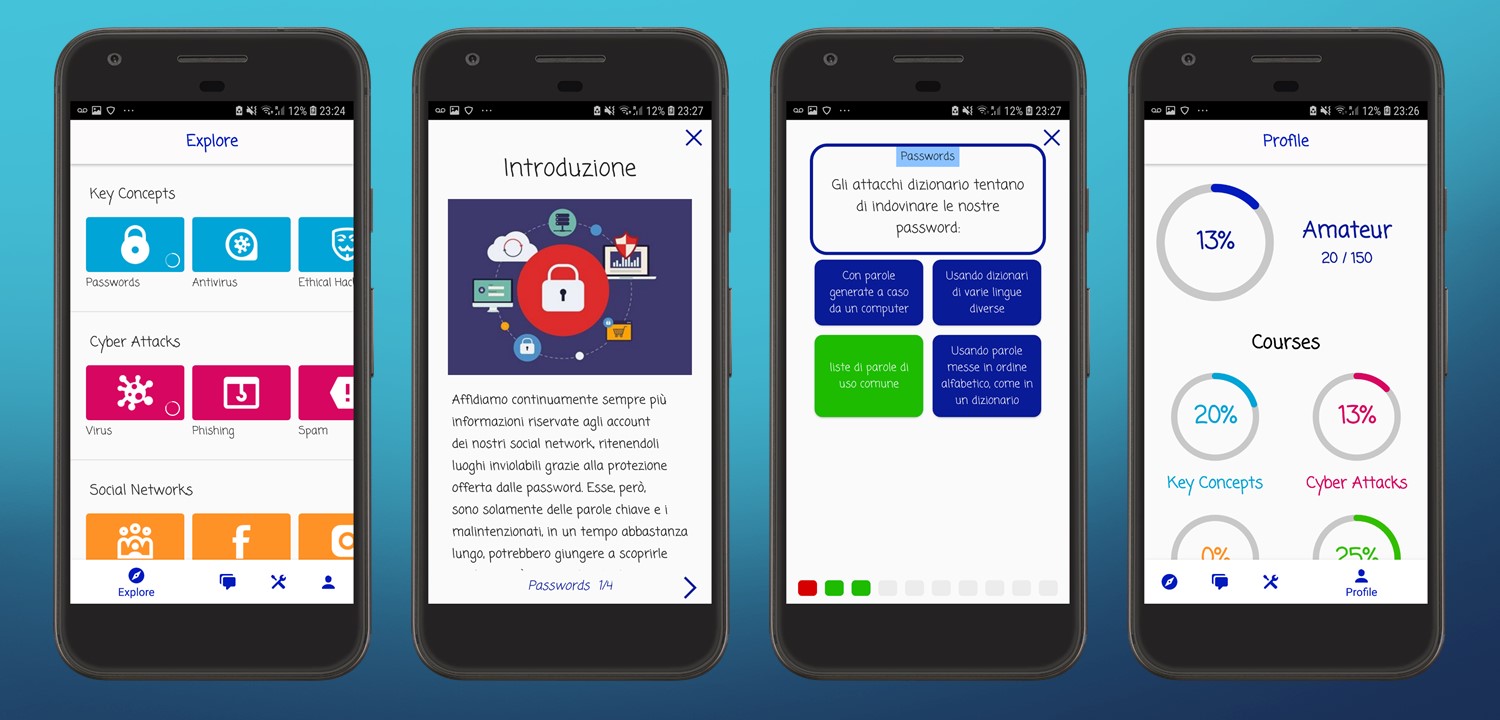 12% 23:24
Explore
Key Concepts
Passwords
Antivirus
Ethical Hac
Cyber Attacks
Virus
Phishing
Spam
Social Networks
Explore
12% 23:27
Introduzione
Affidiamo continuamente sempre più
informazioni riservate agli account
dei nostri social network, ritenendoli
luoghi inviolabili grazie alla protezione
offerta dalle password. Esse, però,
sono solamente delle parole chiave e i
malintenzionati, in un tempo abbastanza
lungo, potrebbero giungere a scoprirle
Passwords 1/4
12% 23:27
Passwords
Gli attacchi dizionario tentano
di indovinare le nostre
password:
Con parole
generate a caso
da un computer
Usando dizionari
di varie lingue
diverse
liste di parole di
uso comune
Usando parole
messe in ordine
alfabetico, come in
un dizionario
12% 23:26
Profile
13%
Amateur
20 / 150
Courses
20%
13%
Key Concepts
Cyber Attacks
0%
25%
Profile